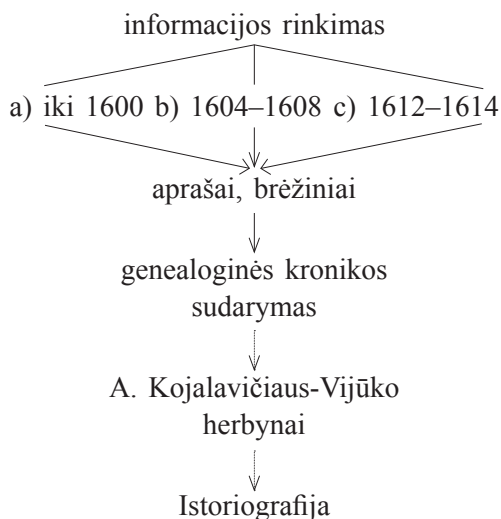 informacijos rinkimas
a) iki 1600 b) 1604–1608 c) 1612–1614
aprašai, brėžiniai
genealoginės kronikos
sudarymas
A. Kojalavičiaus-Vijūko
herbynai
Istoriografija